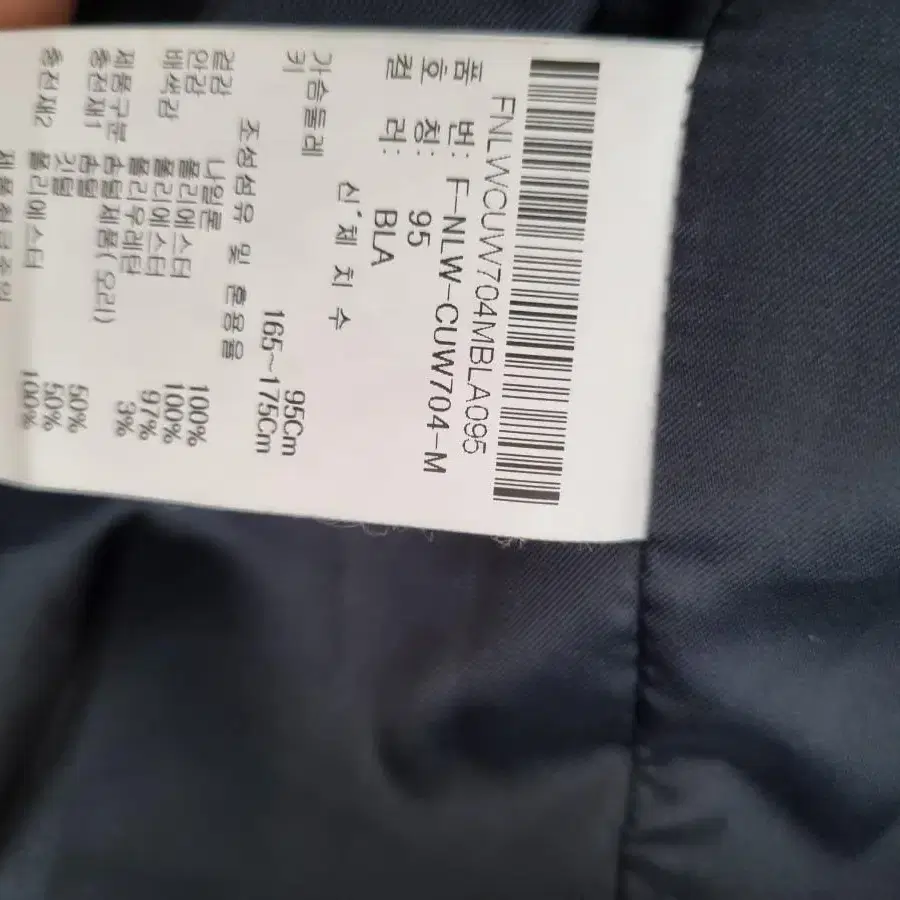 FNLWCUW704MBLA095
품 번: F-NLW-CUW704-M
호 칭: 95
컬 러: BLA
신 체 치 수
가슴둘레 95Cm
키 165~175Cm
조성섬유 및 혼용율
겉감 나일론 100%
안감 폴리에스터 100%
배색감 폴리에스터 97%
폴리우레탄 3%
제품구분 솜털제품(오리)
충전재1 솜털 50%
깃털 50%
충전재2 폴리에스터 100%